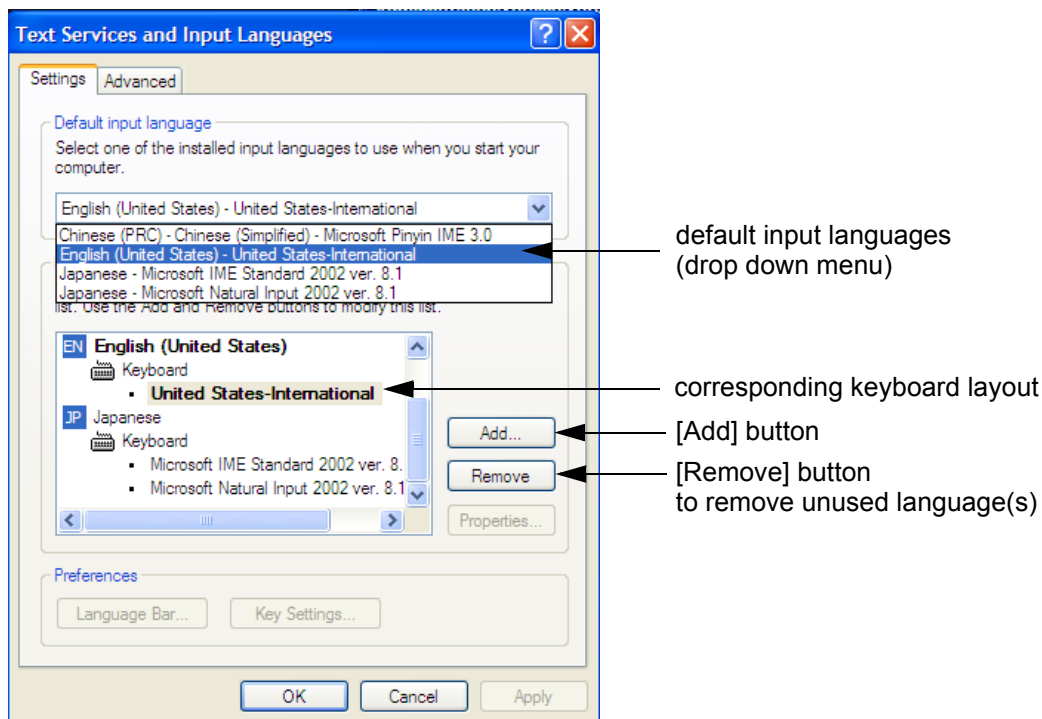 Text Services and Input Languages
Settings Advanced
Default input language
Select one of the installed input languages to use when you start your
computer.
English (United States) - United States-International
Chinese (PRC) - Chinese (Simplified) - Microsoft Pinyin IME 3.0
English (United States) - United States-International
Japanese - Microsoft IME Standard 2002 ver. 8.1
Japanese - Microsoft Natural Input 2002 ver. 8.1
list. Use the Add and Remove buttons to modify this list.
EN English (United States)
Keyboard
United States-International
JP Japanese
Keyboard
Microsoft IME Standard 2002 ver. 8.
Microsoft Natural Input 2002 ver. 8.1
Add...
Remove
Properties...
Preferences
Language Bar... Key Settings...
OK Cancel Apply
default input languages
(drop down menu)
corresponding keyboard layout
[Add] button
[Remove] button
to remove unused language(s)